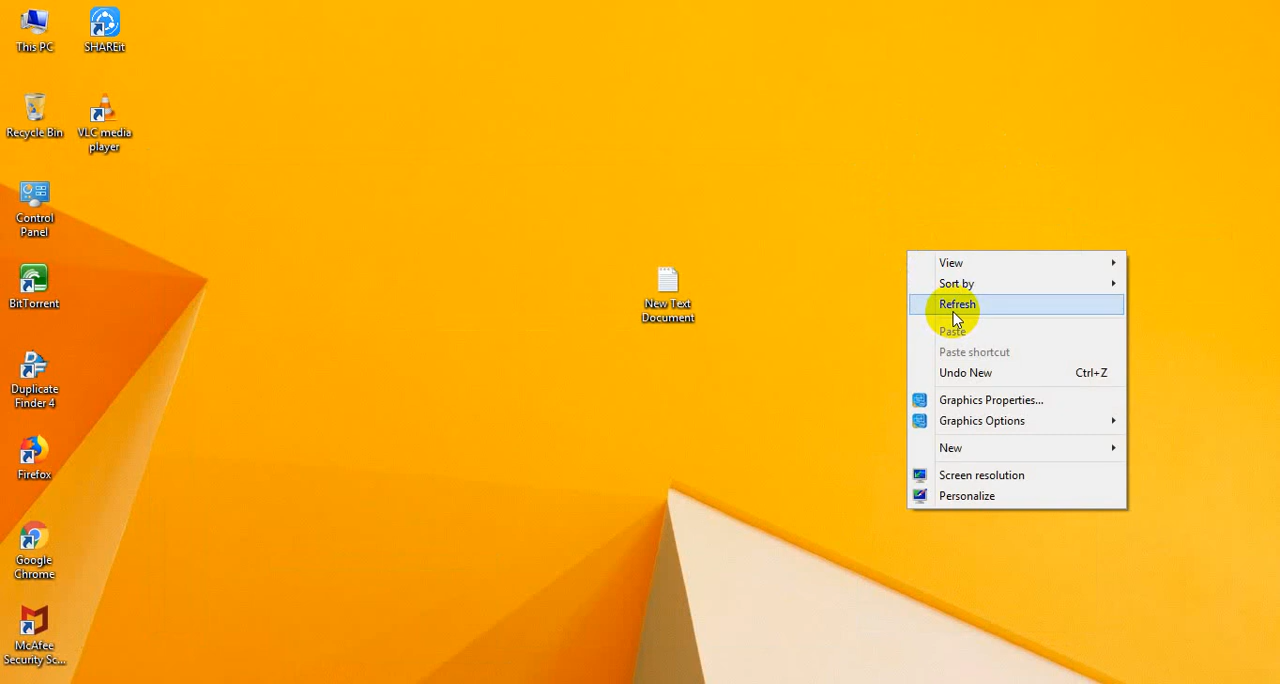 This PC
SHAREit
Recycle Bin
VLC media
player
Control
Panel
BitTorrent
Duplicate
Finder 4
Firefox
Google
Chrome
McAfee
Security Sc...
New Text
Document
View
Sort by
Refresh
Paste
Paste shortcut
Undo New Ctrl+Z
Graphics Properties...
Graphics Options
New
Screen resolution
Personalize